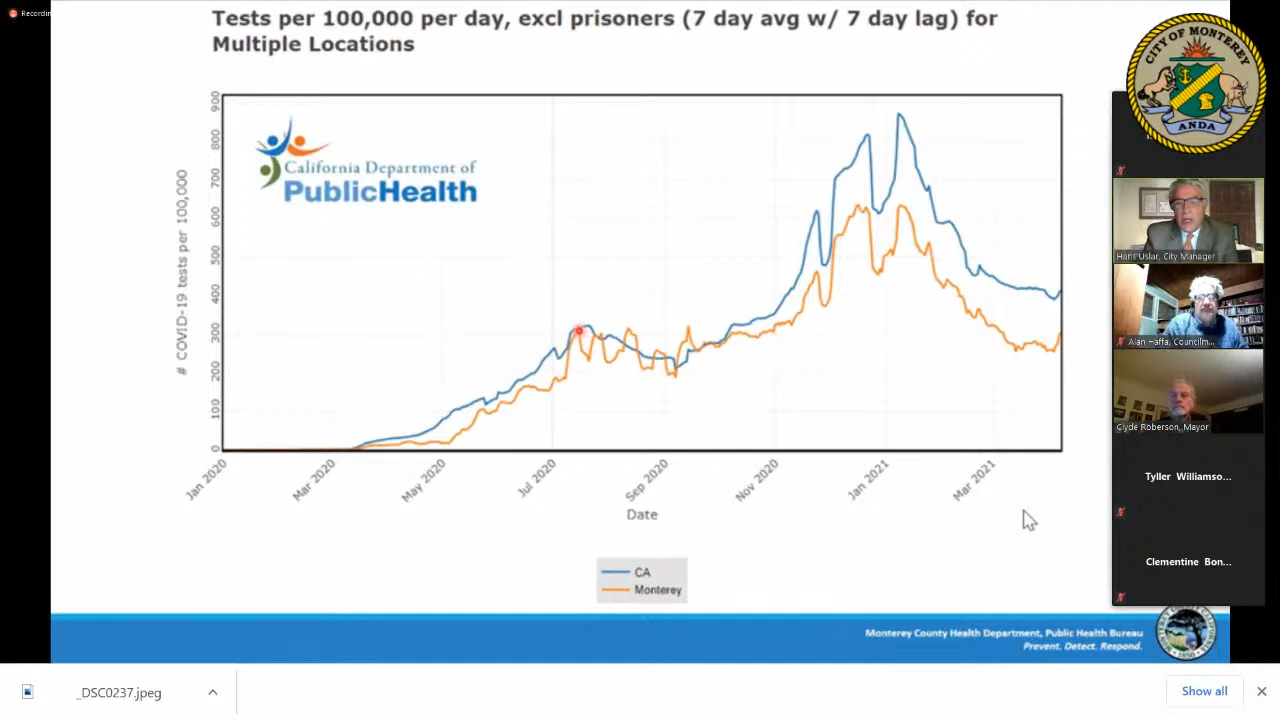 Recordin
Tests per 100,000 per day, excl prisoners (7 day avg w/ 7 day lag) for
Multiple Locations
CITY OF MONTEREY
ANDA
California Department of
PublicHealth
# COVID-19 tests per 100,000
900
800
700
600
500
400
300
200
100
0
Jan 2020
Mar 2020
May 2020
Jul 2020
Sep 2020
Nov 2020
Jan 2021
Mar 2021
Date
CA
Monterey
Hans Uslar, City Manager
Alan Haffa, Councilm...
Clyde Roberson, Mayor
Tyller Williamso...
Clementine Bon...
Monterey County Health Department, Public Health Bureau
Prevent. Detect. Respond.
_DSC0237.jpeg
Show all